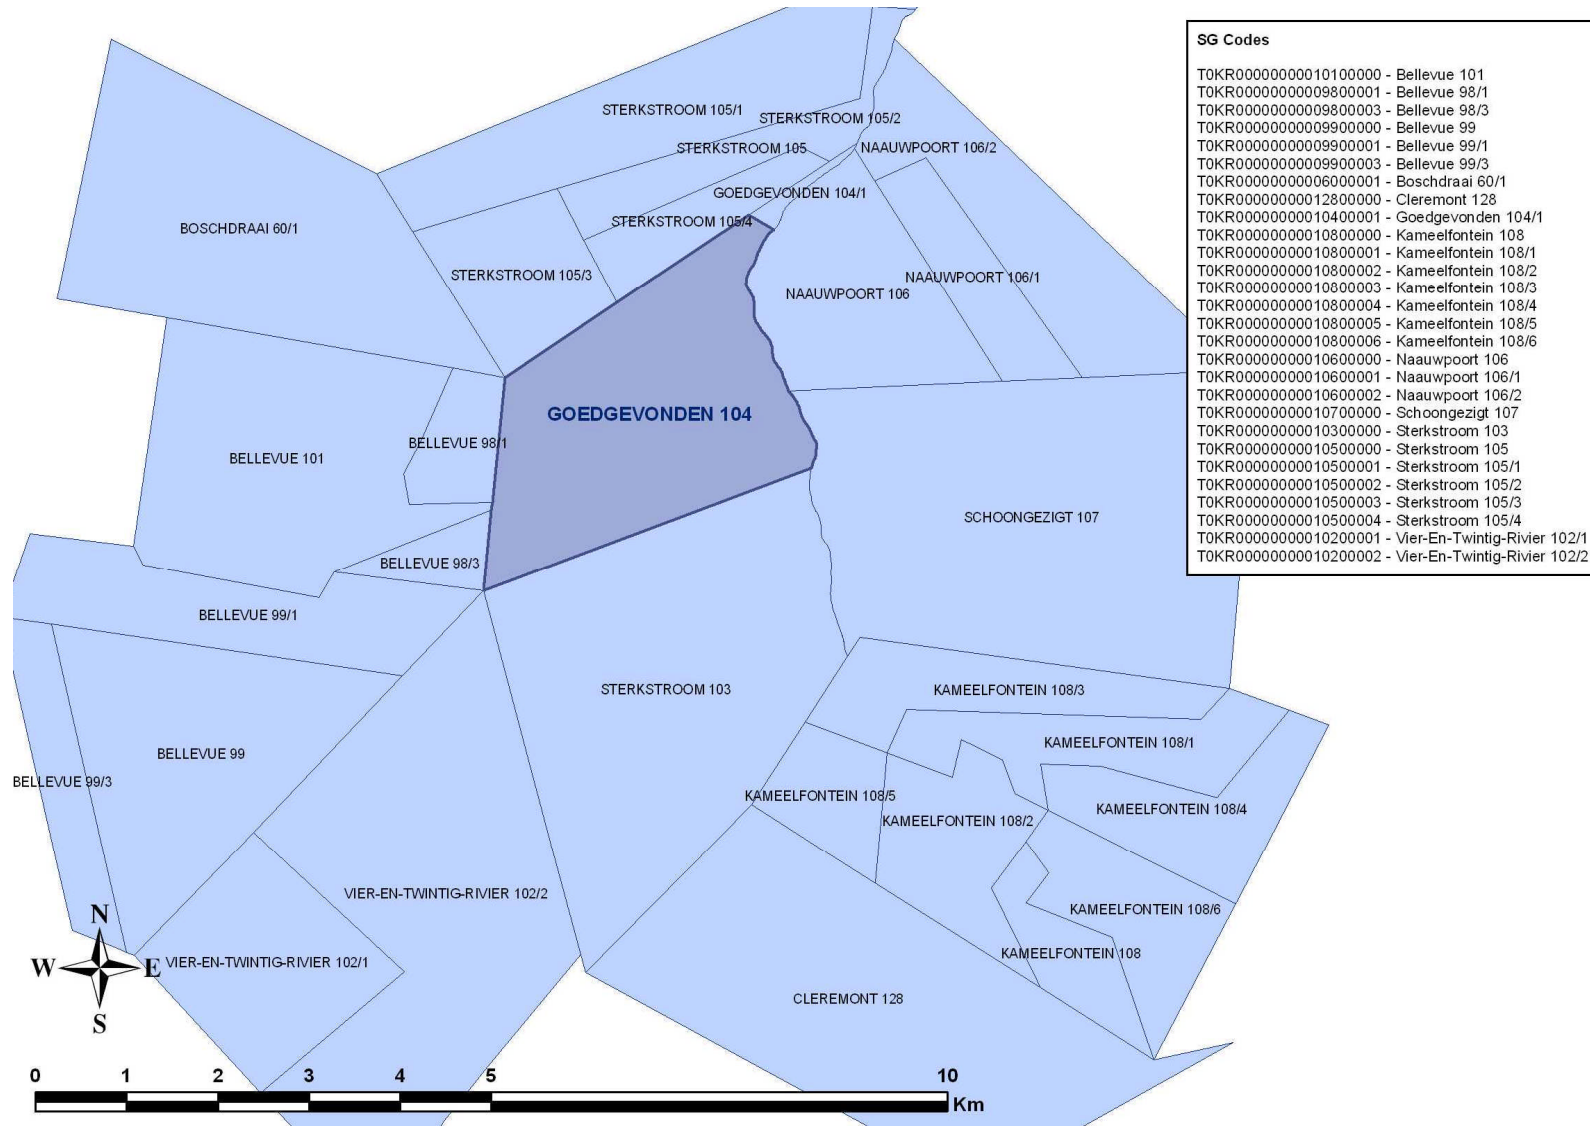 SG Codes
T0KR00000000010100000 - Bellevue 101
T0KR00000000009800001 - Bellevue 98/1
T0KR00000000009800003 - Bellevue 98/3
T0KR00000000009900000 - Bellevue 99
T0KR00000000009900001 - Bellevue 99/1
T0KR00000000009900003 - Bellevue 99/3
T0KR00000000006000001 - Boschdraai 60/1
T0KR00000000012800000 - Cleremont 128
T0KR00000000010400001 - Goedgevonden 104/1
T0KR00000000010800000 - Kameelfontein 108
T0KR00000000010800001 - Kameelfontein 108/1
T0KR00000000010800002 - Kameelfontein 108/2
T0KR00000000010800003 - Kameelfontein 108/3
T0KR00000000010800004 - Kameelfontein 108/4
T0KR00000000010800005 - Kameelfontein 108/5
T0KR00000000010800006 - Kameelfontein 108/6
T0KR00000000010600000 - Naauwpoort 106
T0KR00000000010600001 - Naauwpoort 106/1
T0KR00000000010600002 - Naauwpoort 106/2
T0KR00000000010700000 - Schoongezigt 107
T0KR00000000010300000 - Sterkstroom 103
T0KR00000000010500000 - Sterkstroom 105
T0KR00000000010500001 - Sterkstroom 105/1
T0KR00000000010500002 - Sterkstroom 105/2
T0KR00000000010500003 - Sterkstroom 105/3
T0KR00000000010500004 - Sterkstroom 105/4
T0KR00000000010200001 - Vier-En-Twintig-Rivier 102/1
T0KR00000000010200002 - Vier-En-Twintig-Rivier 102/2
STERKSTROOM 105/1
STERKSTROOM 105/2
STERKSTROOM 105
NAAUWPOORT 106/2
GOEDGEVONDEN 104/1
STERKSTROOM 105/4
BOSCHDRAAI 60/1
STERKSTROOM 105/3
NAAUWPOORT 106/1
NAAUWPOORT 106
GOEDGEVONDEN 104
BELLEVUE 98/1
BELLEVUE 101
SCHOONGEZIGT 107
BELLEVUE 98/3
BELLEVUE 99/1
STERKSTROOM 103
KAMEELFONTEIN 108/3
KAMEELFONTEIN 108/1
BELLEVUE 99
BELLEVUE 99/3
KAMEELFONTEIN 108/5
KAMEELFONTEIN 108/4
KAMEELFONTEIN 108/2
VIER-EN-TWINTIG-RIVIER 102/2
KAMEELFONTEIN 108/6
KAMEELFONTEIN 108
VIER-EN-TWINTIG-RIVIER 102/1
CLEREMONT 128
N
W E
S
0 1 2 3 4 5 10
Km